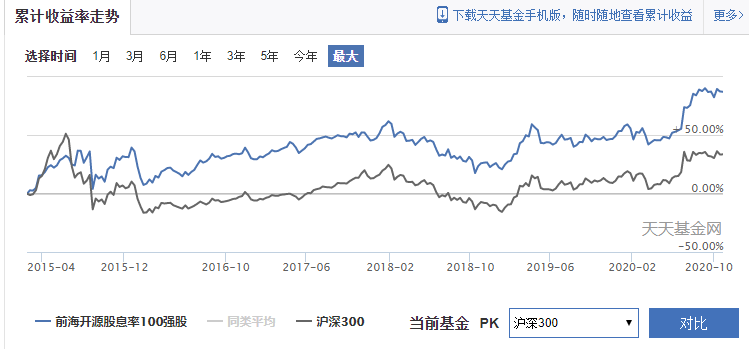 累计收益率走势 下载天天基金手机版，随时随地查看累计收益 更多>
选择时间 1月 3月 6月 1年 3年 5年 今年 最大
50.00%
0.00%
天天基金网
-50.00%
2015-04 2015-12 2016-10 2017-06 2018-02 2018-10 2019-06 2020-02 2020-10
前海开源股息率100强股 同类平均 沪深300 当前基金 PK 沪深300 对比